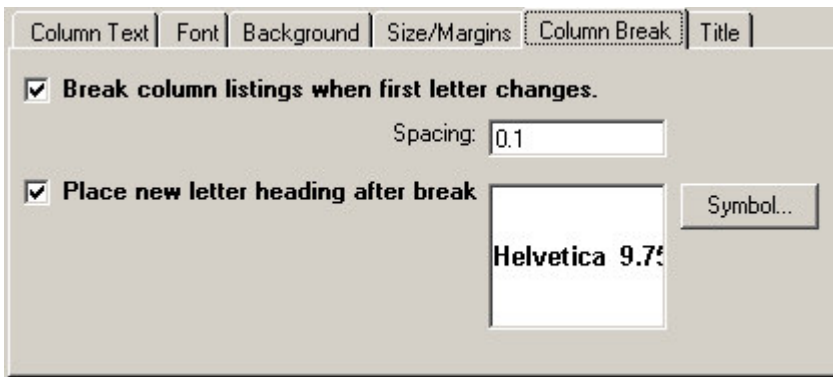 Column Text Font Background Size/Margins Column Break Title
Break column listings when first letter changes.
Spacing: 0.1
Place new letter heading after break
Symbol...
Helvetica 9.75